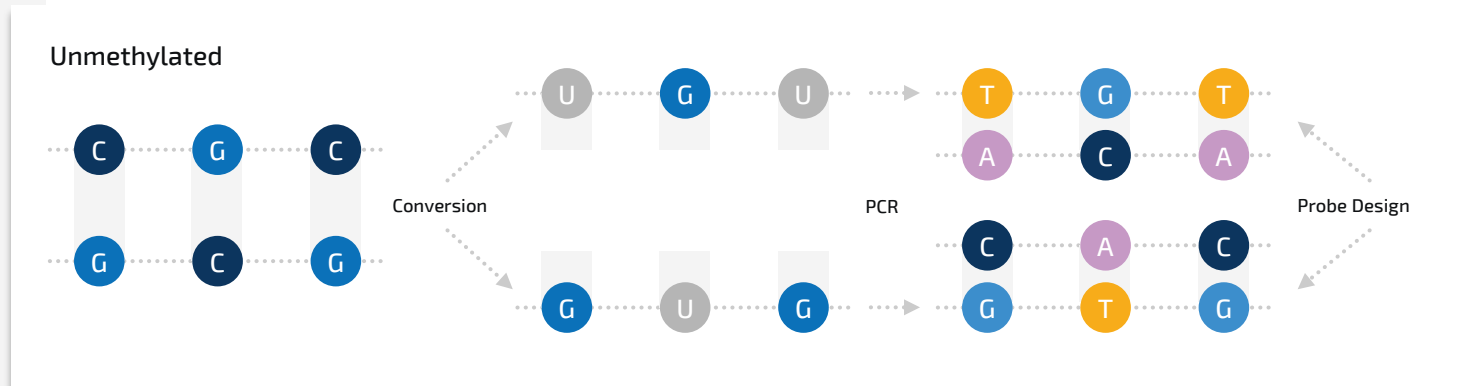 Unmethylated
C G C
G C G
Conversion
U G U
G U G
PCR
T G T
A C A
C A C
G T G
Probe Design